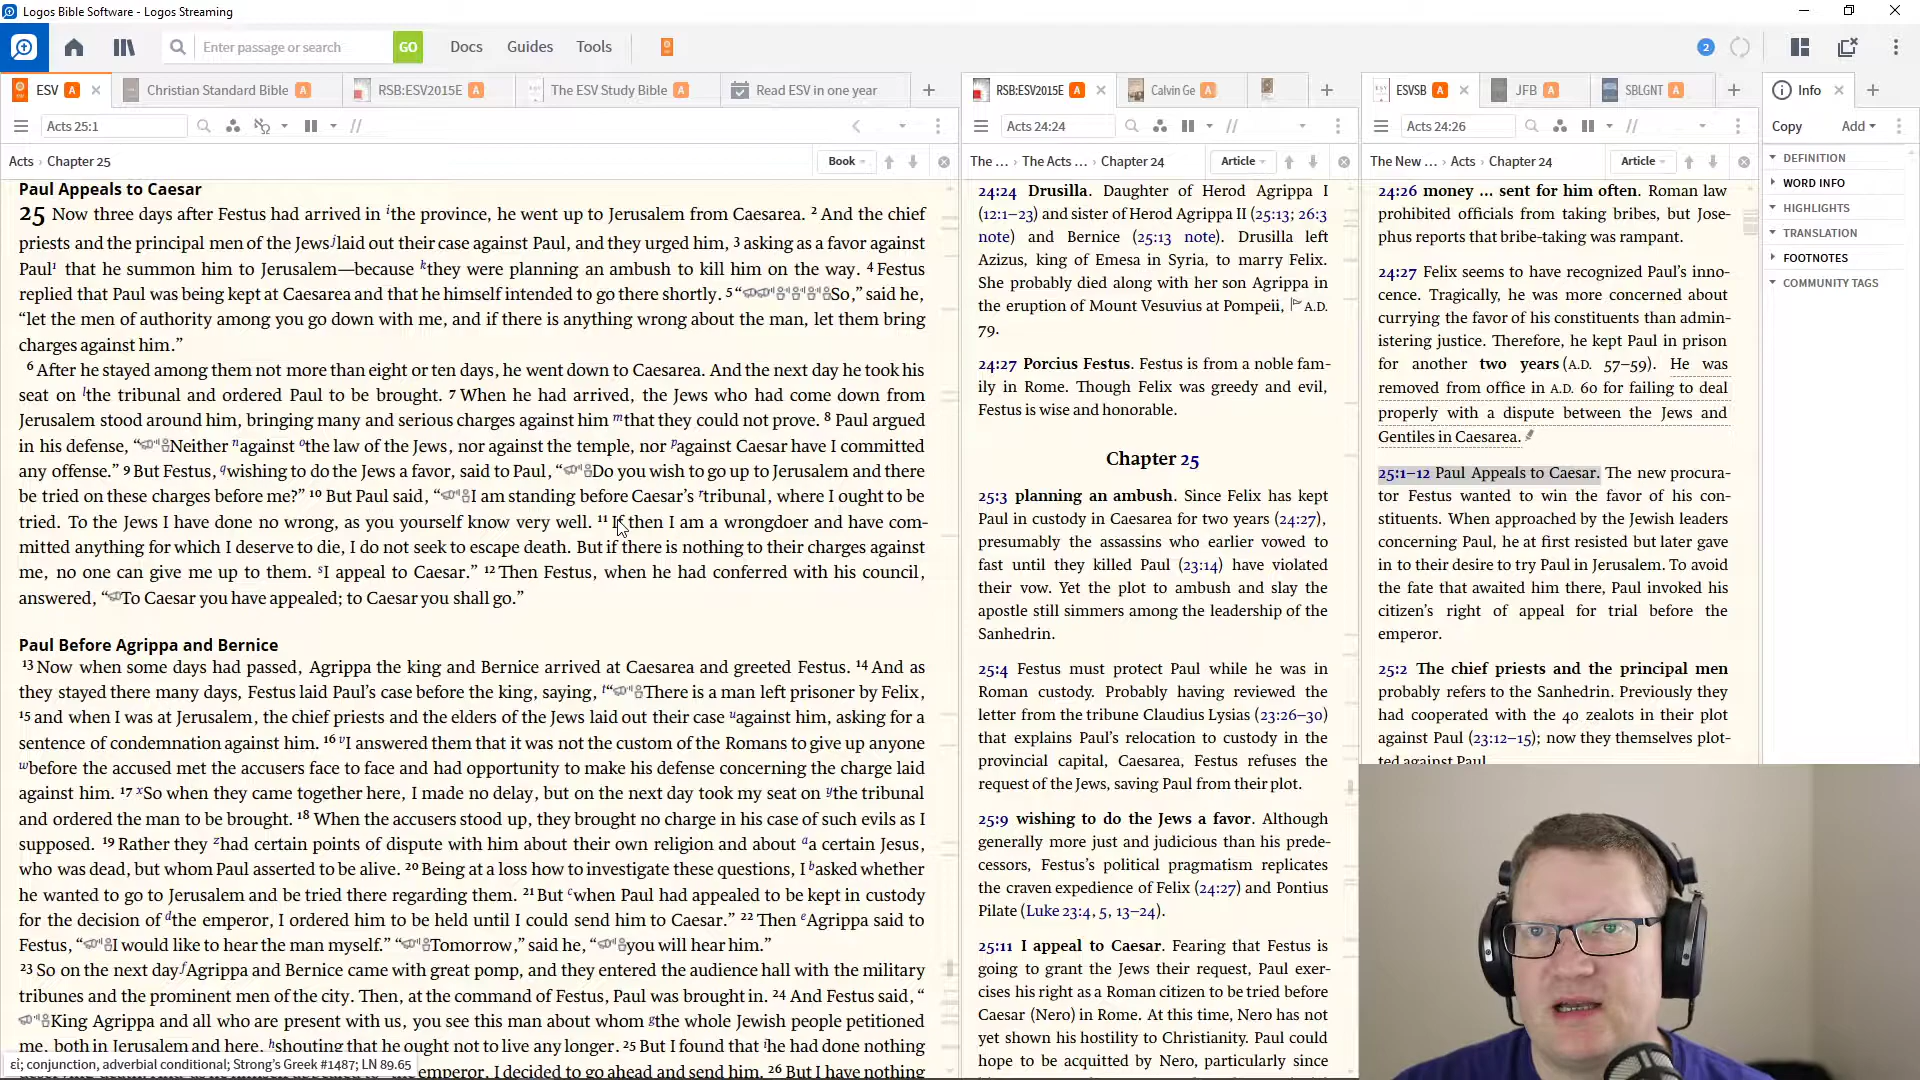 Logos Bible Software - Logos Streaming
Enter passage or search GO Docs Guides Tools 2
ESV A Christian Standard Bible A RSB:ESV2015E A The ESV Study Bible A Read ESV in one year
Acts 25:1
Acts › Chapter 25 Book
Paul Appeals to Caesar
25 Now three days after Festus had arrived in i the province, he went up to Jerusalem from Caesarea. 2 And the chief
priests and the principal men of the Jews j laid out their case against Paul, and they urged him, 3 asking as a favor against
Paul 1 that he summon him to Jerusalem—because k they were planning an ambush to kill him on the way. 4 Festus
replied that Paul was being kept at Caesarea and that he himself intended to go there shortly. 5 “So,” said he,
“let the men of authority among you go down with me, and if there is anything wrong about the man, let them bring
charges against him.”
6 After he stayed among them not more than eight or ten days, he went down to Caesarea. And the next day he took his
seat on l the tribunal and ordered Paul to be brought. 7 When he had arrived, the Jews who had come down from
Jerusalem stood around him, bringing many and serious charges against him m that they could not prove. 8 Paul argued
in his defense, “Neither n against o the law of the Jews, nor against the temple, nor p against Caesar have I committed
any offense.” 9 But Festus, q wishing to do the Jews a favor, said to Paul, “Do you wish to go up to Jerusalem and there
be tried on these charges before me?” 10 But Paul said, “I am standing before Caesar’s r tribunal, where I ought to be
tried. To the Jews I have done no wrong, as you yourself know very well. 11 If then I am a wrongdoer and have com-
mitted anything for which I deserve to die, I do not seek to escape death. But if there is nothing to their charges against
me, no one can give me up to them. s I appeal to Caesar.” 12 Then Festus, when he had conferred with his council,
answered, “To Caesar you have appealed; to Caesar you shall go.”
Paul Before Agrippa and Bernice
13 Now when some days had passed, Agrippa the king and Bernice arrived at Caesarea and greeted Festus. 14 And as
they stayed there many days, Festus laid Paul’s case before the king, saying, t “There is a man left prisoner by Felix,
15 and when I was at Jerusalem, the chief priests and the elders of the Jews laid out their case u against him, asking for a
sentence of condemnation against him. 16 v I answered them that it was not the custom of the Romans to give up anyone
w before the accused met the accusers face to face and had opportunity to make his defense concerning the charge laid
against him. 17 x So when they came together here, I made no delay, but on the next day took my seat on y the tribunal
and ordered the man to be brought. 18 When the accusers stood up, they brought no charge in his case of such evils as I
supposed. 19 Rather they z had certain points of dispute with him about their own religion and about a a certain Jesus,
who was dead, but whom Paul asserted to be alive. 20 Being at a loss how to investigate these questions, I b asked whether
he wanted to go to Jerusalem and be tried there regarding them. 21 But c when Paul had appealed to be kept in custody
for the decision of d the emperor, I ordered him to be held until I could send him to Caesar.” 22 Then e Agrippa said to
Festus, “I would like to hear the man myself.” “Tomorrow,” said he, “you will hear him.”
23 So on the next day f Agrippa and Bernice came with great pomp, and they entered the audience hall with the military
tribunes and the prominent men of the city. Then, at the command of Festus, Paul was brought in. 24 And Festus said, “
King Agrippa and all who are present with us, you see this man about whom g the whole Jewish people petitioned
me, both in Jerusalem and here, h shouting that he ought not to live any longer. 25 But I found that i he had done nothing
emperor, I decided to go ahead and send him. 26 But I have nothing
εἰ; conjunction, adverbial conditional; Strong’s Greek #1487; LN 89.65
RSB:ESV2015E A Calvin Ge A
Acts 24:24
The ... › The Acts ... › Chapter 24 Article
24:24 Drusilla. Daughter of Herod Agrippa I
(12:1–23) and sister of Herod Agrippa II (25:13; 26:3
note) and Bernice (25:13 note). Drusilla left
Azizus, king of Emesa in Syria, to marry Felix.
She probably died along with her son Agrippa in
the eruption of Mount Vesuvius at Pompeii, A.D.
79.
24:27 Porcius Festus. Festus is from a noble fam-
ily in Rome. Though Felix was greedy and evil,
Festus is wise and honorable.
Chapter 25
25:3 planning an ambush. Since Felix has kept
Paul in custody in Caesarea for two years (24:27),
presumably the assassins who earlier vowed to
fast until they killed Paul (23:14) have violated
their vow. Yet the plot to ambush and slay the
apostle still simmers among the leadership of the
Sanhedrin.
25:4 Festus must protect Paul while he was in
Roman custody. Probably having reviewed the
letter from the tribune Claudius Lysias (23:26–30)
that explains Paul’s relocation to custody in the
provincial capital, Caesarea, Festus refuses the
request of the Jews, saving Paul from their plot.
25:9 wishing to do the Jews a favor. Although
generally more just and judicious than his prede-
cessors, Festus’s political pragmatism replicates
the craven expedience of Felix (24:27) and Pontius
Pilate (Luke 23:4, 5, 13–24).
25:11 I appeal to Caesar. Fearing that Festus is
going to grant the Jews their request, Paul exer-
cises his right as a Roman citizen to be tried before
Caesar (Nero) in Rome. At this time, Nero has not
yet shown his hostility to Christianity. Paul could
hope to be acquitted by Nero, particularly since
ESVSB A JFB A SBLGNT A
Acts 24:26
The New ... › Acts › Chapter 24 Article
24:26 money ... sent for him often. Roman law
prohibited officials from taking bribes, but Jose-
phus reports that bribe-taking was rampant.
24:27 Felix seems to have recognized Paul’s inno-
cence. Tragically, he was more concerned about
currying the favor of his constituents than admin-
istering justice. Therefore, he kept Paul in prison
for another two years (A.D. 57–59). He was
removed from office in A.D. 60 for failing to deal
properly with a dispute between the Jews and
Gentiles in Caesarea.
25:1–12 Paul Appeals to Caesar. The new procura-
tor Festus wanted to win the favor of his con-
stituents. When approached by the Jewish leaders
concerning Paul, he at first resisted but later gave
in to their desire to try Paul in Jerusalem. To avoid
the fate that awaited him there, Paul invoked his
citizen’s right of appeal for trial before the
emperor.
25:2 The chief priests and the principal men
probably refers to the Sanhedrin. Previously they
had cooperated with the 40 zealots in their plot
against Paul (23:12–15); now they themselves plot-
ted against Paul.
Info
Copy Add
DEFINITION
WORD INFO
HIGHLIGHTS
TRANSLATION
FOOTNOTES
COMMUNITY TAGS